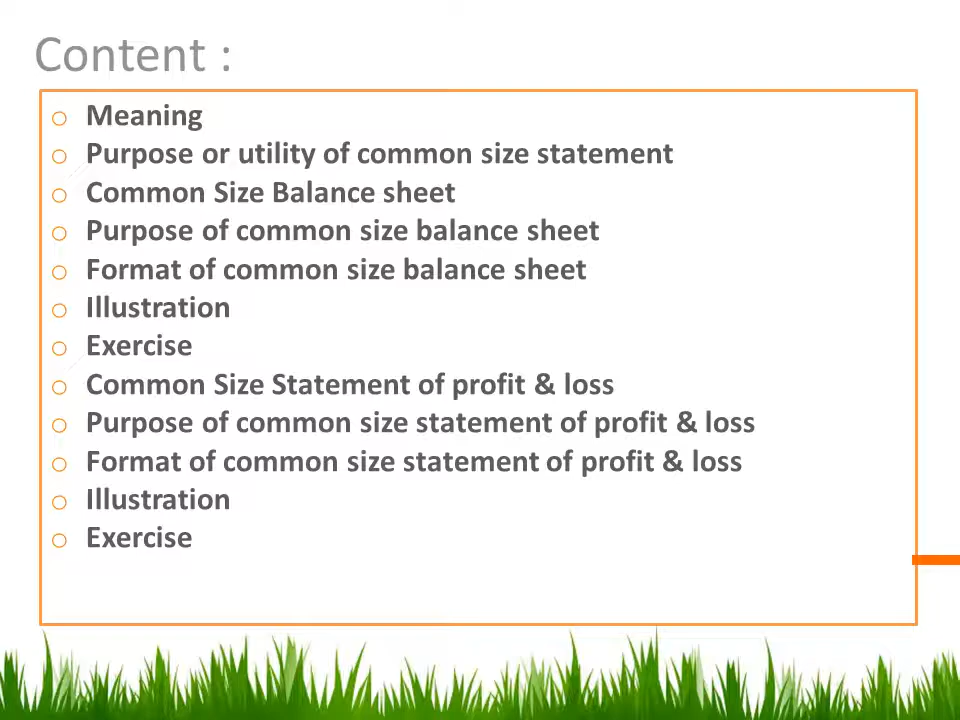 Content :
o Meaning
o Purpose or utility of common size statement
o Common Size Balance sheet
o Purpose of common size balance sheet
o Format of common size balance sheet
o Illustration
o Exercise
o Common Size Statement of profit & loss
o Purpose of common size statement of profit & loss
o Format of common size statement of profit & loss
o Illustration
o Exercise